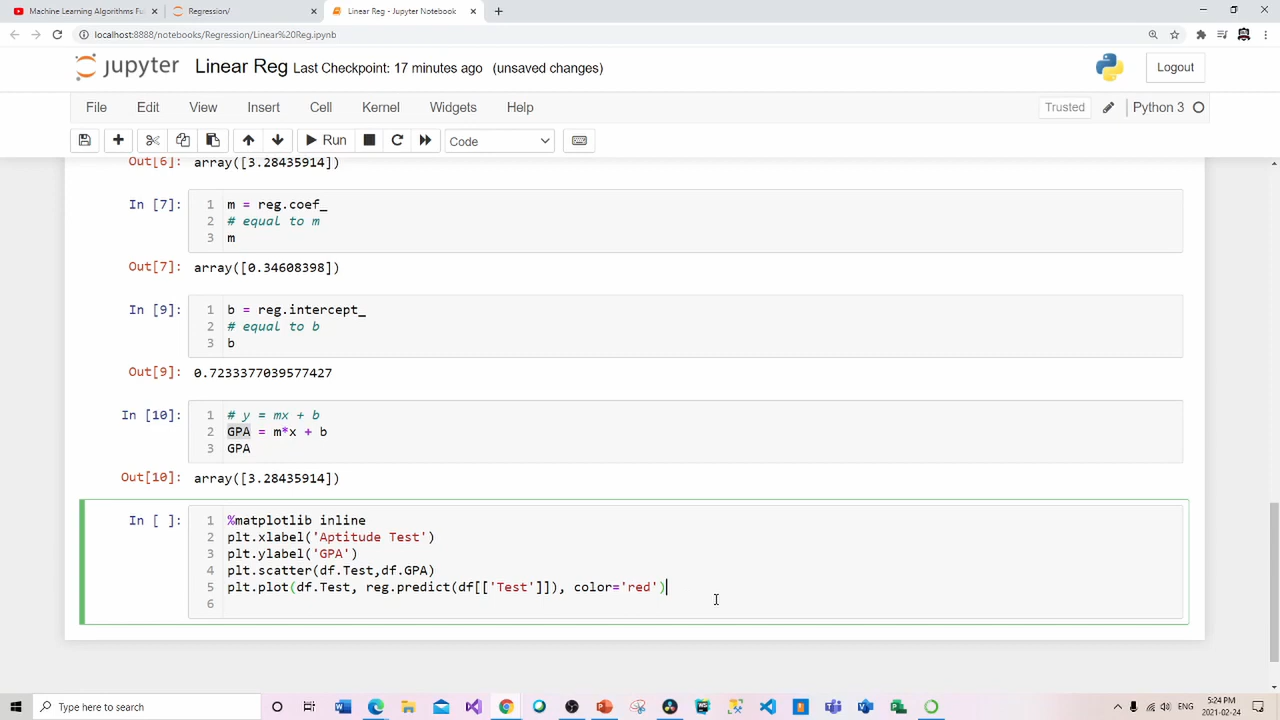 Machine Learning Algorithms Fu
Regression/
Linear Reg - Jupyter Notebook
localhost:8888/notebooks/Regression/Linear%20Reg.ipynb
jupyter Linear Reg Last Checkpoint: 17 minutes ago (unsaved changes) Logout
File Edit View Insert Cell Kernel Widgets Help Trusted Python 3
Run Code
Out[6]: array([3.28435914])
In [7]: 1 m = reg.coef_
2 # equal to m
3 m
Out[7]: array([0.34608398])
In [9]: 1 b = reg.intercept_
2 # equal to b
3 b
Out[9]: 0.7233377039577427
In [10]: 1 # y = mx + b
2 GPA = m*x + b
3 GPA
Out[10]: array([3.28435914])
In [ ]: 1 %matplotlib inline
2 plt.xlabel('Aptitude Test')
3 plt.ylabel('GPA')
4 plt.scatter(df.Test,df.GPA)
5 plt.plot(df.Test, reg.predict(df[['Test']]), color='red')
6
Type here to search
5:24 PM
2021-02-24